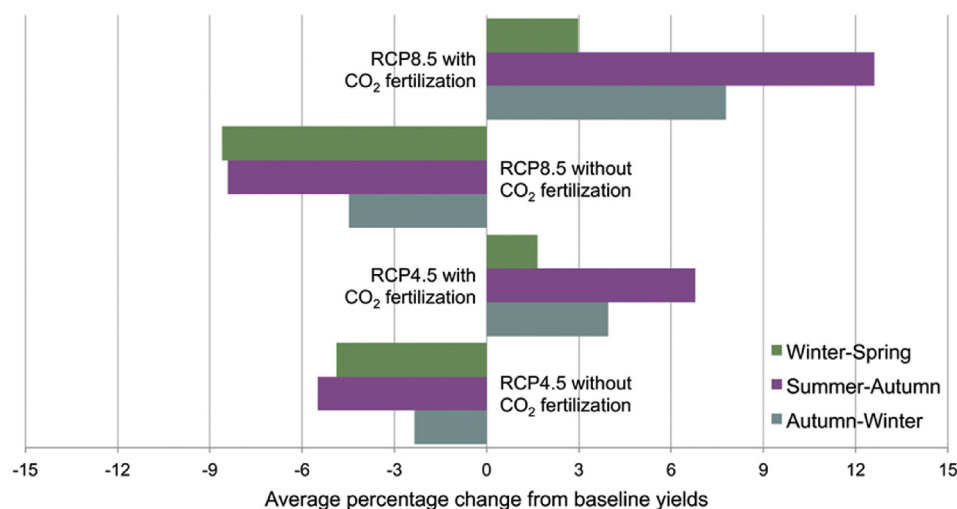 RCP8.5 with
CO₂ fertilization
RCP8.5 without
CO₂ fertilization
RCP4.5 with
CO₂ fertilization
RCP4.5 without
CO₂ fertilization
Winter-Spring
Summer-Autumn
Autumn-Winter
-15 -12 -9 -6 -3 0 3 6 9 12 15
Average percentage change from baseline yields